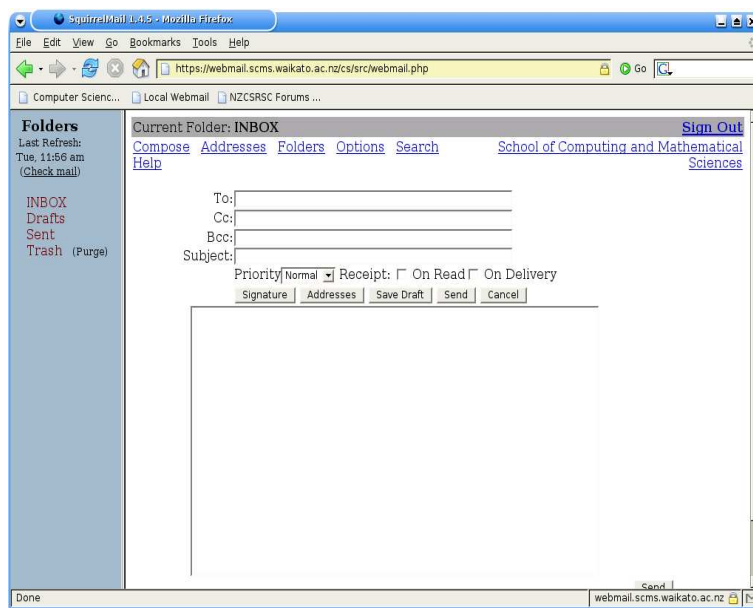 SquirrelMail 1.4.5 - Mozilla Firefox
File Edit View Go Bookmarks Tools Help
https://webmail.scms.waikato.ac.nz/cs/src/webmail.php Go G
Computer Scienc... Local Webmail NZCSRSC Forums ...
Folders
Last Refresh:
Tue, 11:56 am
(Check mail)
INBOX
Drafts
Sent
Trash (Purge)
Current Folder: INBOX Sign Out
Compose Addresses Folders Options Search School of Computing and Mathematical
Help Sciences
To:
Cc:
Bcc:
Subject:
Priority Normal Receipt: On Read On Delivery
Signature Addresses Save Draft Send Cancel
Send
Done webmail.scms.waikato.ac.nz